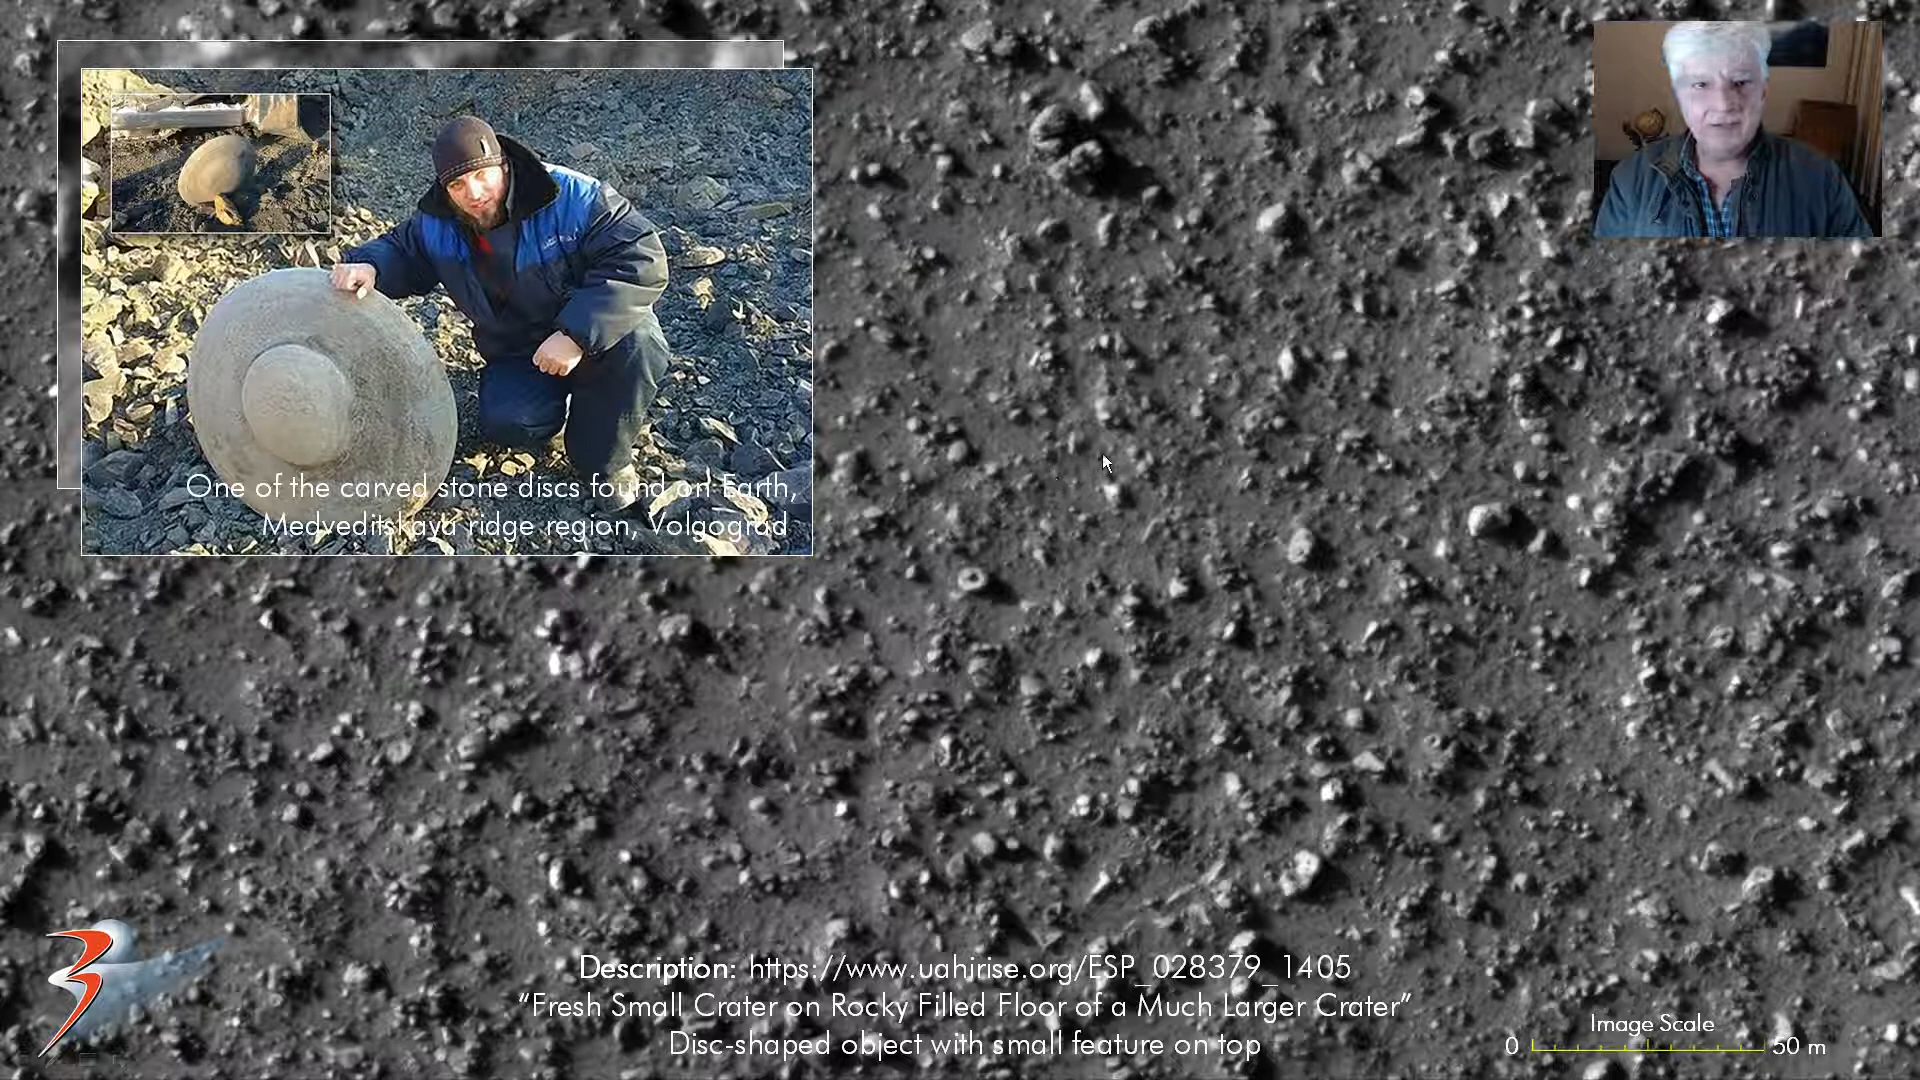 One of the carved stone discs found on Earth,
Medveditskaya ridge region, Volgograd
Description: https://www.uahirise.org/ESP_028379_1405
“Fresh Small Crater on Rocky Filled Floor of a Much Larger Crater”
Disc-shaped object with small feature on top
Image Scale
0 50 m